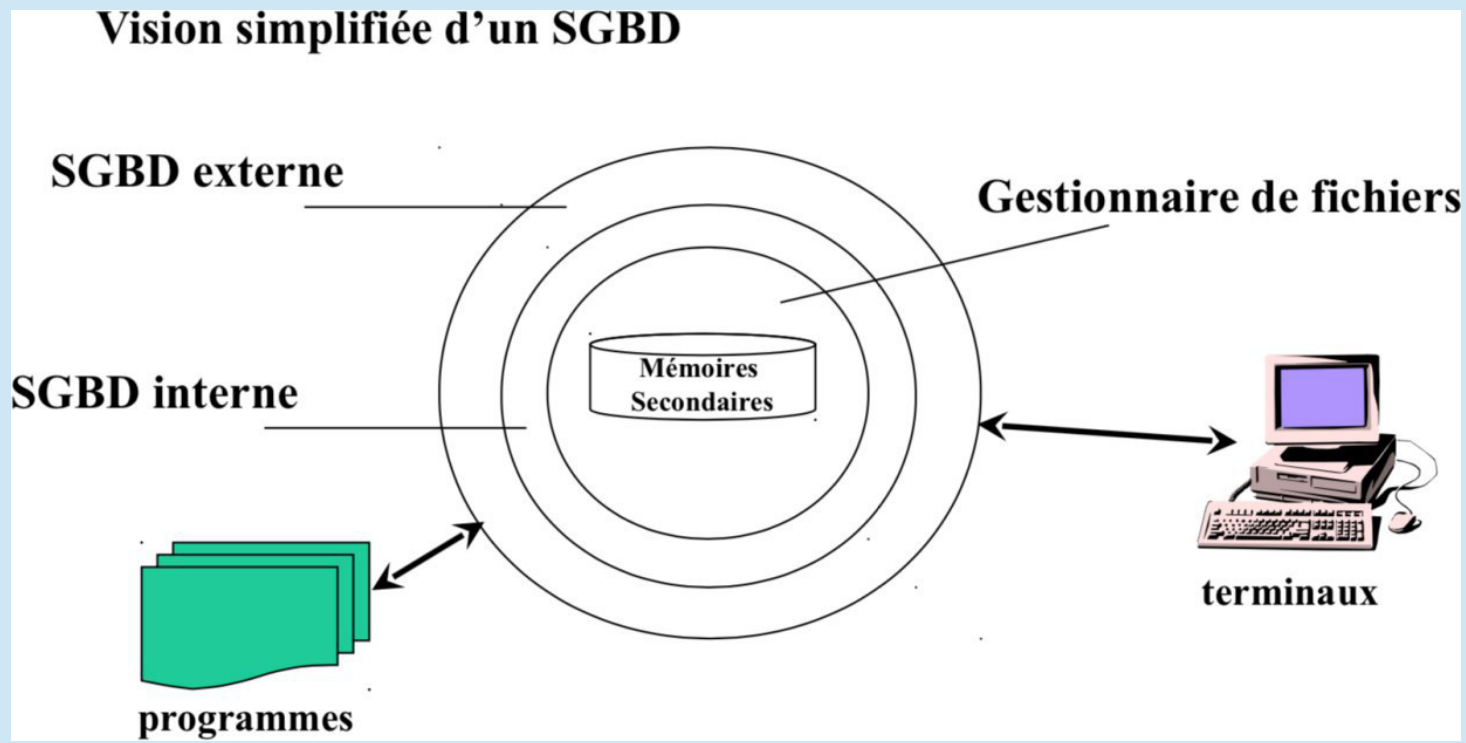 Vision simplifiée d’un SGBD
SGBD externe
Gestionnaire de fichiers
Mémoires
Secondaires
SGBD interne
terminaux
programmes